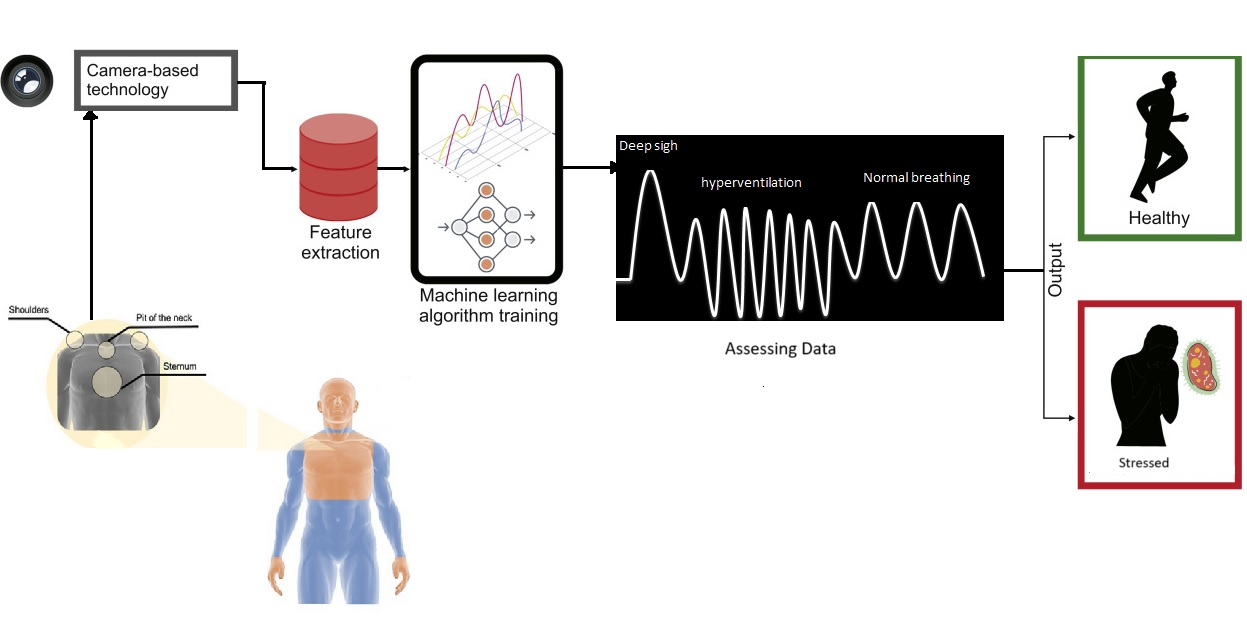 Camera-based
technology
Feature
extraction
Machine learning
algorithm training
Deep sigh
hyperventilation
Normal breathing
Assessing Data
Output
Healthy
Stressed
Shoulders
Pit of the neck
Sternum